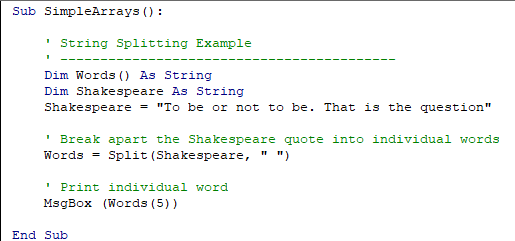 Sub SimpleArrays():
' String Splitting Example
' ------------------------------------------
Dim Words() As String
Dim Shakespeare As String
Shakespeare = "To be or not to be. That is the question"
' Break apart the Shakespeare quote into individual words
Words = Split(Shakespeare, " ")
' Print individual word
MsgBox (Words(5))
End Sub